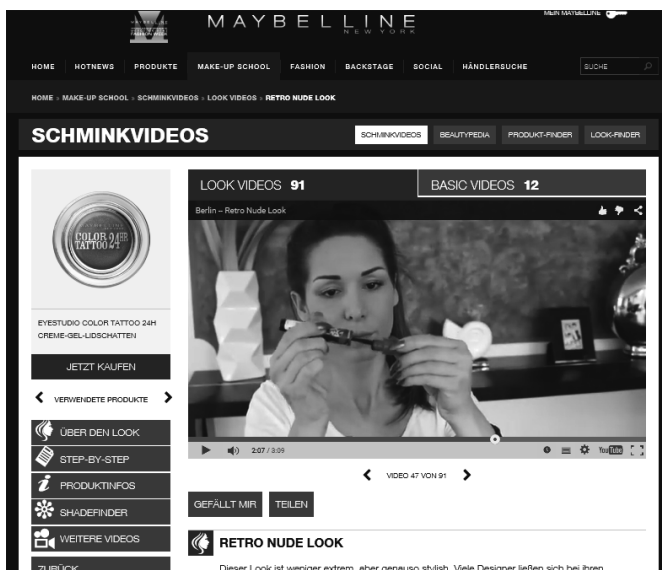 MAYBELLINE
NEW YORK
MEIN MAYBELLINE
HOME HOTNEWS PRODUKTE MAKE-UP SCHOOL FASHION BACKSTAGE SOCIAL HÄNDLERSUCHE SUCHE
HOME » MAKE-UP SCHOOL » SCHMINKVIDEOS » LOOK VIDEOS » RETRO NUDE LOOK
SCHMINKVIDEOS
SCHMINKVIDEOS BEAUTYPEDIA PRODUKT-FINDER LOOK-FINDER
LOOK VIDEOS 91 BASIC VIDEOS 12
Berlin – Retro Nude Look
COLOR 24HR
TATTOO
EYESTUDIO COLOR TATTOO 24H
CREME-GEL-LIDSCHATTEN
JETZT KAUFEN
VERWENDETE PRODUKTE
ÜBER DEN LOOK
STEP-BY-STEP
PRODUKTINFOS
SHADEFINDER
WEITERE VIDEOS
ZURÜCK
2:07 / 3:09 YouTube
VIDEO 47 VON 91
GEFÄLLT MIR TEILEN
RETRO NUDE LOOK
Dieser Look ist weniger extrem, aber genauso stylish. Viele Designer ließen sich bei ihren